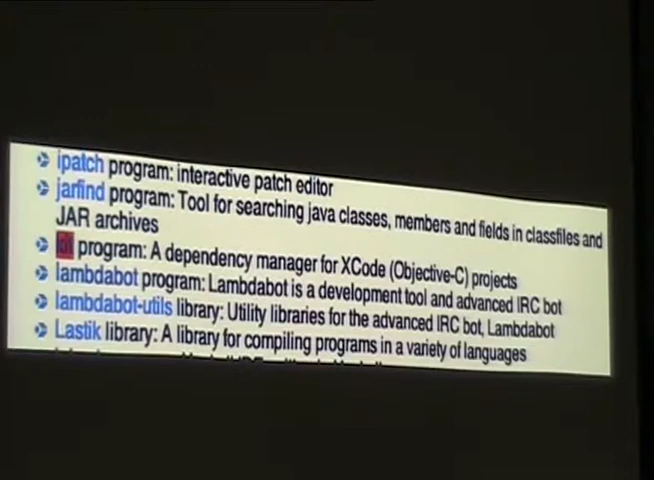 ipatch program: interactive patch editor
jarfind program: Tool for searching java classes, members and fields in classfiles and
JAR archives
kit program: A dependency manager for XCode (Objective-C) projects
lambdabot program: Lambdabot is a development tool and advanced IRC bot
lambdabot-utils library: Utility libraries for the advanced IRC bot, Lambdabot
Lastik library: A library for compiling programs in a variety of languages